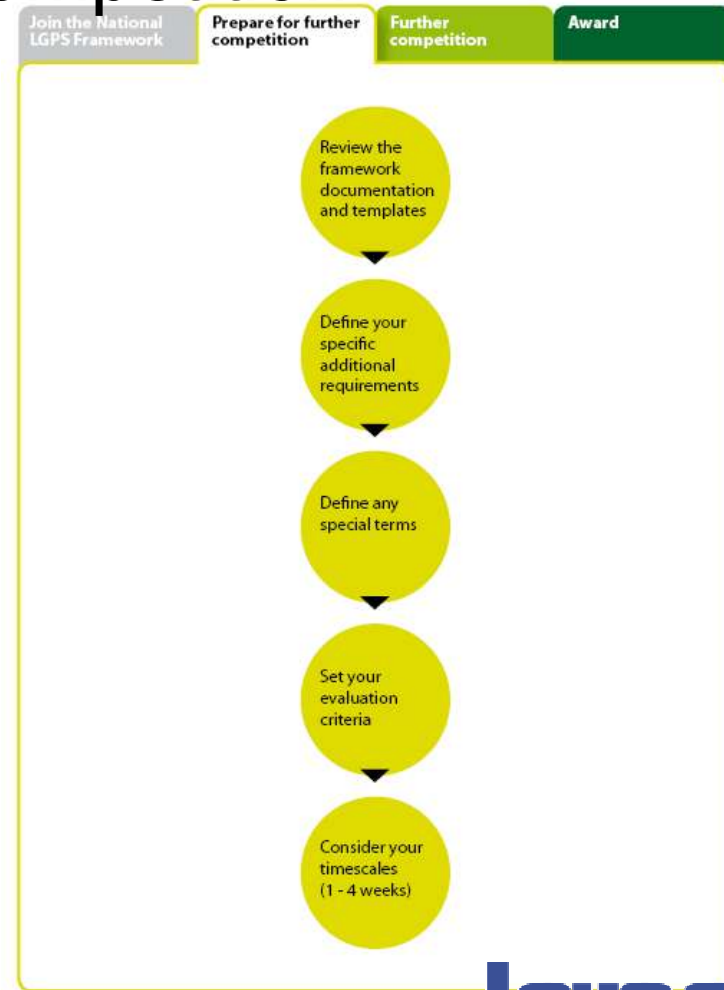 Join the National
LGPS Framework
Prepare for further
competition
Further
competition
Award
Review the
framework
documentation
and templates
Define your
specific
additional
requirements
Define any
special terms
Set your
evaluation
criteria
Consider your
timescales
(1 - 4 weeks)